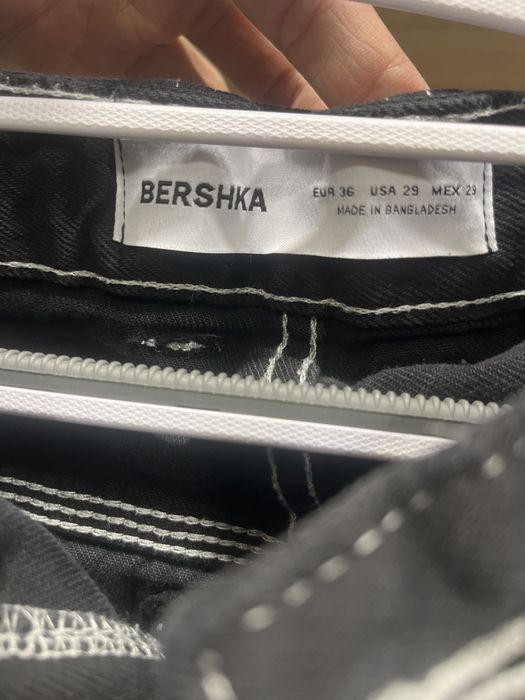 BERSHKA
EUR 36 USA 29 MEX 29
MADE IN BANGLADESH